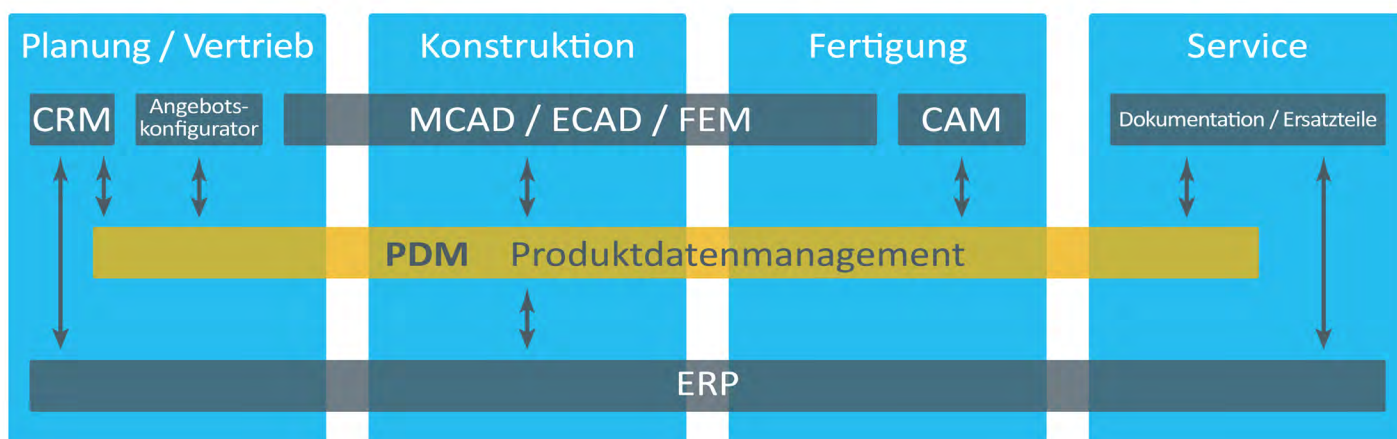 Planung / Vertrieb
Konstruktion
Fertigung
Service
CRM
Angebots-
konfigurator
MCAD / ECAD / FEM
CAM
Dokumentation / Ersatzteile
PDM Produktdatenmanagement
ERP